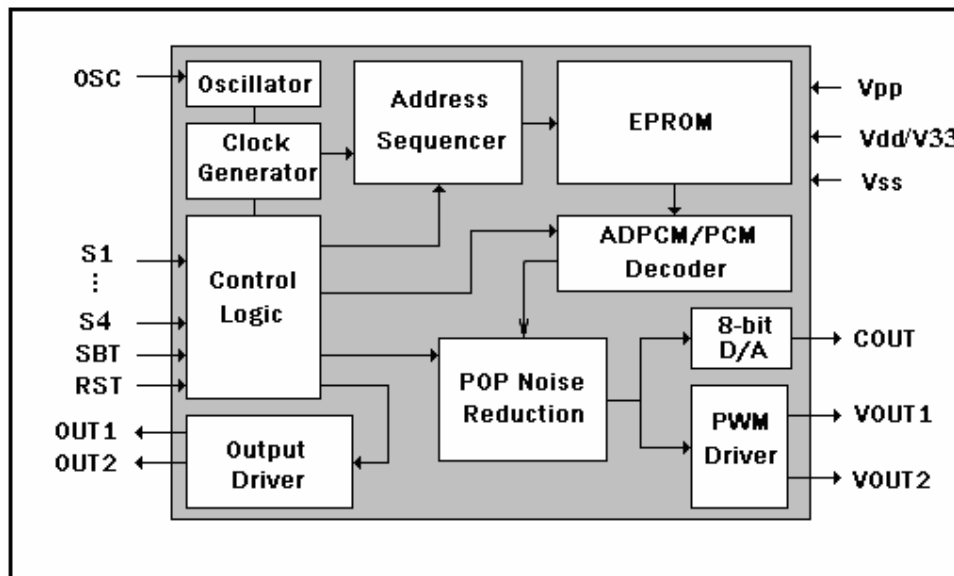 OSC
Oscillator
Clock
Generator
Address
Sequencer
EPROM
Vpp
Vdd/V33
Vss
S1
⋮
S4
SBT
RST
Control
Logic
ADPCM/PCM
Decoder
POP Noise
Reduction
8-bit
D/A
COUT
PWM
Driver
VOUT1
VOUT2
OUT1
OUT2
Output
Driver